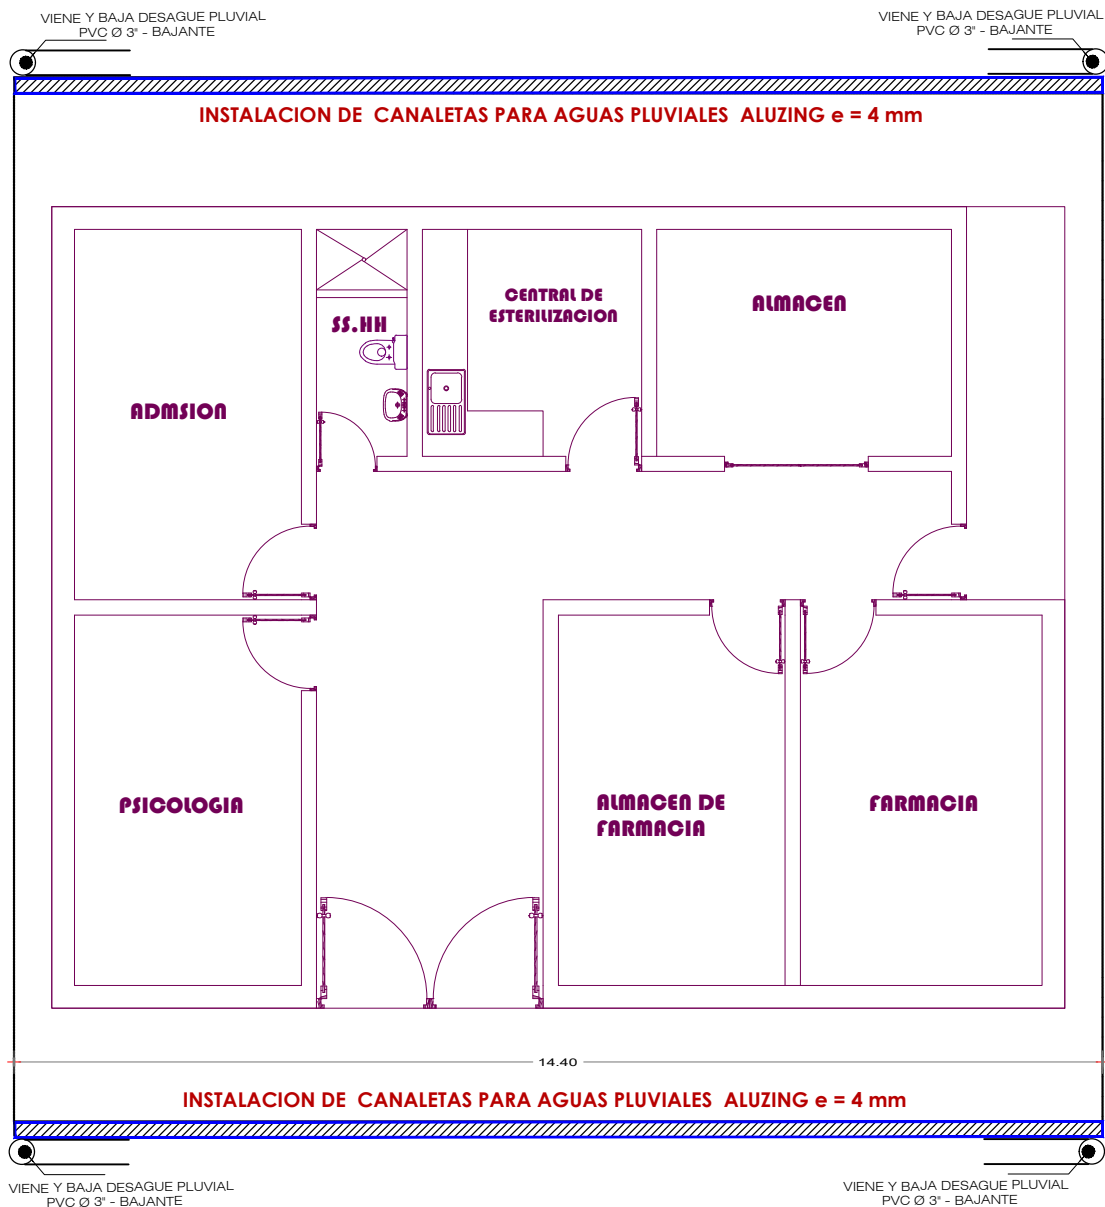 VIENE Y BAJA DESAGUE PLUVIAL
PVC Ø 3" - BAJANTE
VIENE Y BAJA DESAGUE PLUVIAL
PVC Ø 3" - BAJANTE
INSTALACION DE CANALETAS PARA AGUAS PLUVIALES ALUZING e = 4 mm
CENTRAL DE
ESTERILIZACION
ALMACEN
SS.HH
ADMSION
PSICOLOGIA
ALMACEN DE
FARMACIA
FARMACIA
14.40
INSTALACION DE CANALETAS PARA AGUAS PLUVIALES ALUZING e = 4 mm
VIENE Y BAJA DESAGUE PLUVIAL
PVC Ø 3" - BAJANTE
VIENE Y BAJA DESAGUE PLUVIAL
PVC Ø 3" - BAJANTE